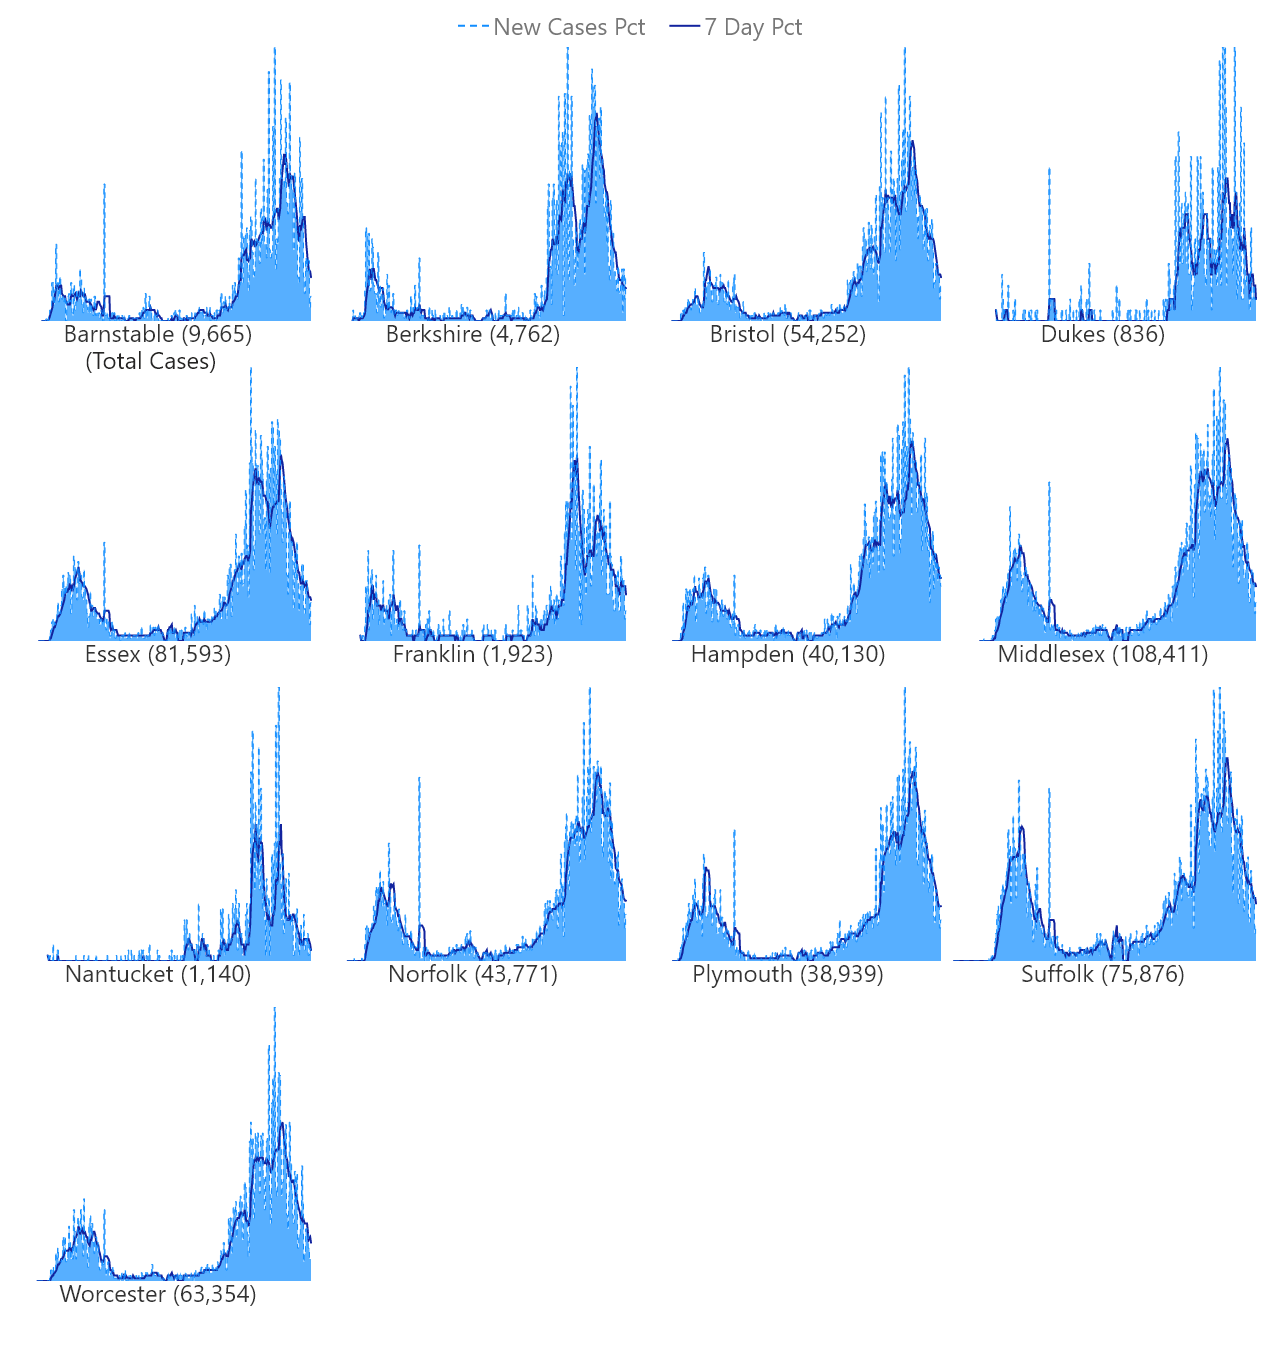 New Cases Pct 7 Day Pct
Barnstable (9,665)
(Total Cases)
Berkshire (4,762)
Bristol (54,252)
Dukes (836)
Essex (81,593)
Franklin (1,923)
Hampden (40,130)
Middlesex (108,411)
Nantucket (1,140)
Norfolk (43,771)
Plymouth (38,939)
Suffolk (75,876)
Worcester (63,354)